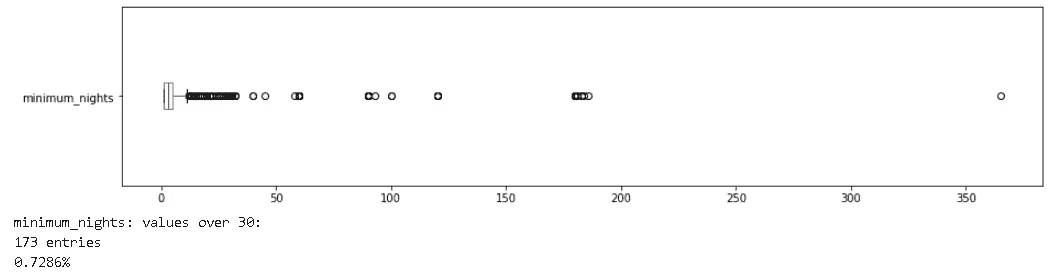 minimum_nights
0 50 100 150 200 250 300 350
minimum_nights: values over 30:
173 entries
0.7286%